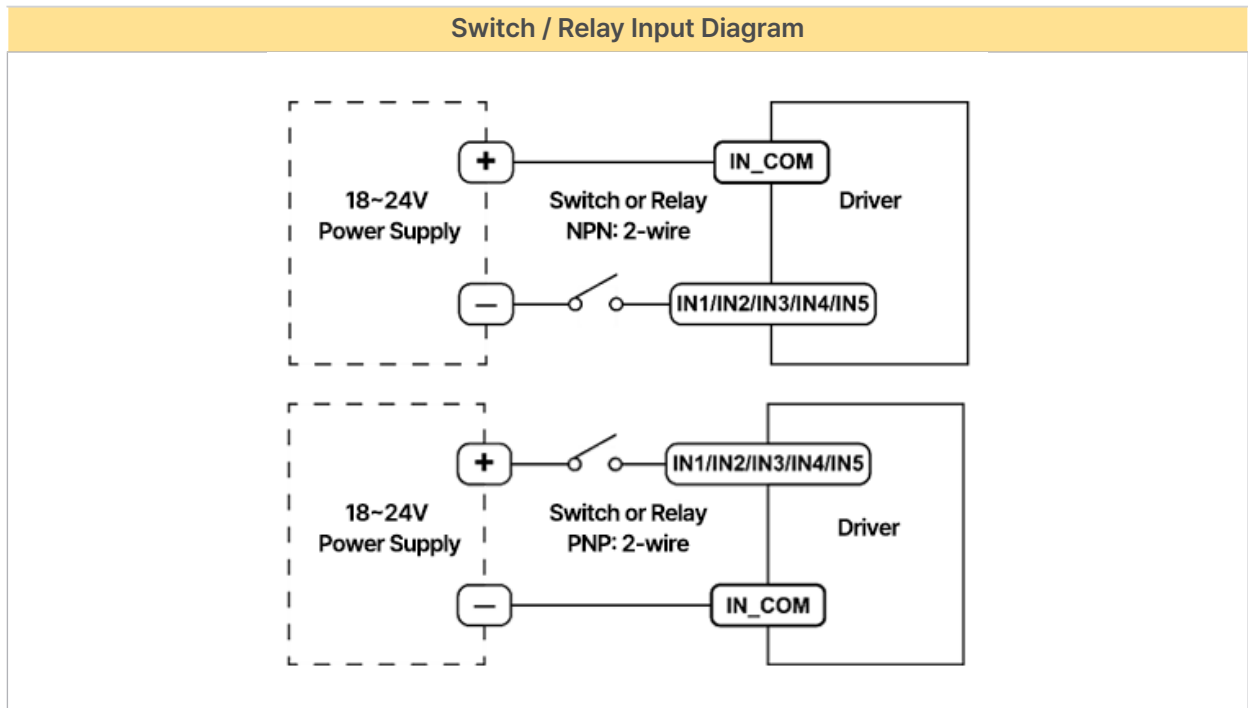 Switch / Relay Input Diagram
+
IN_COM
18~24V
Power Supply
Switch or Relay
NPN: 2-wire
Driver
—
IN1/IN2/IN3/IN4/IN5
+
IN1/IN2/IN3/IN4/IN5
18~24V
Power Supply
Switch or Relay
PNP: 2-wire
Driver
—
IN_COM